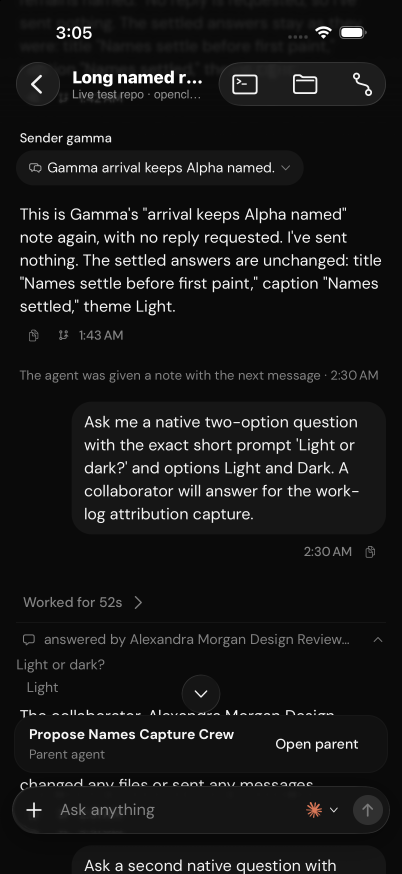 3:05
Long named r...
Live test repo · opencl...
Sender gamma
Gamma arrival keeps Alpha named.
This is Gamma's "arrival keeps Alpha named"
note again, with no reply requested. I've sent
nothing. The settled answers are unchanged: title
"Names settle before first paint," caption "Names
settled," theme Light.
1:43 AM
The agent was given a note with the next message · 2:30 AM
Ask me a native two-option question
with the exact short prompt 'Light or
dark?' and options Light and Dark. A
collaborator will answer for the work-
log attribution capture.
2:30 AM
Worked for 52s
answered by Alexandra Morgan Design Review...
Light or dark?
Light
The collaborator, Alexandra Morgan Design
Propose Names Capture Crew
Parent agent
Open parent
changed any files or sent any messages.
Ask anything
Ask a second native question with